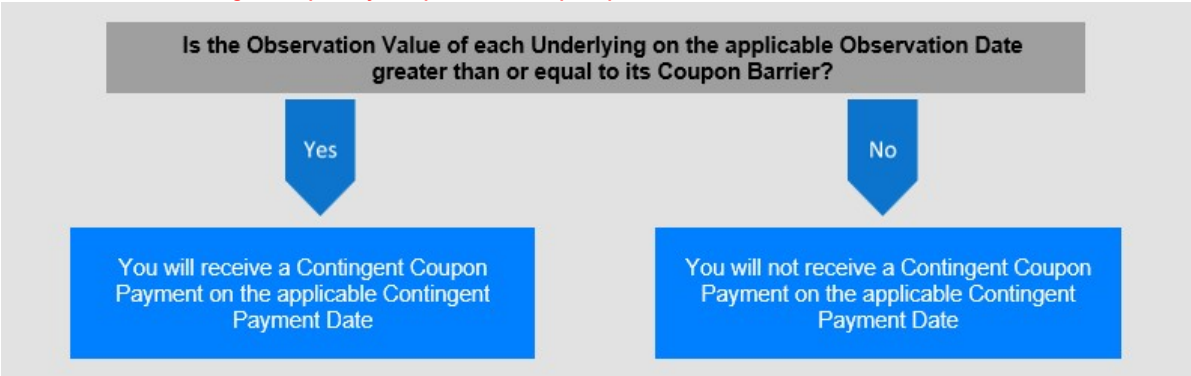 Is the Observation Value of each Underlying on the applicable Observation Date
greater than or equal to its Coupon Barrier?
Yes
No
You will receive a Contingent Coupon
Payment on the applicable Contingent
Payment Date
You will not receive a Contingent Coupon
Payment on the applicable Contingent
Payment Date